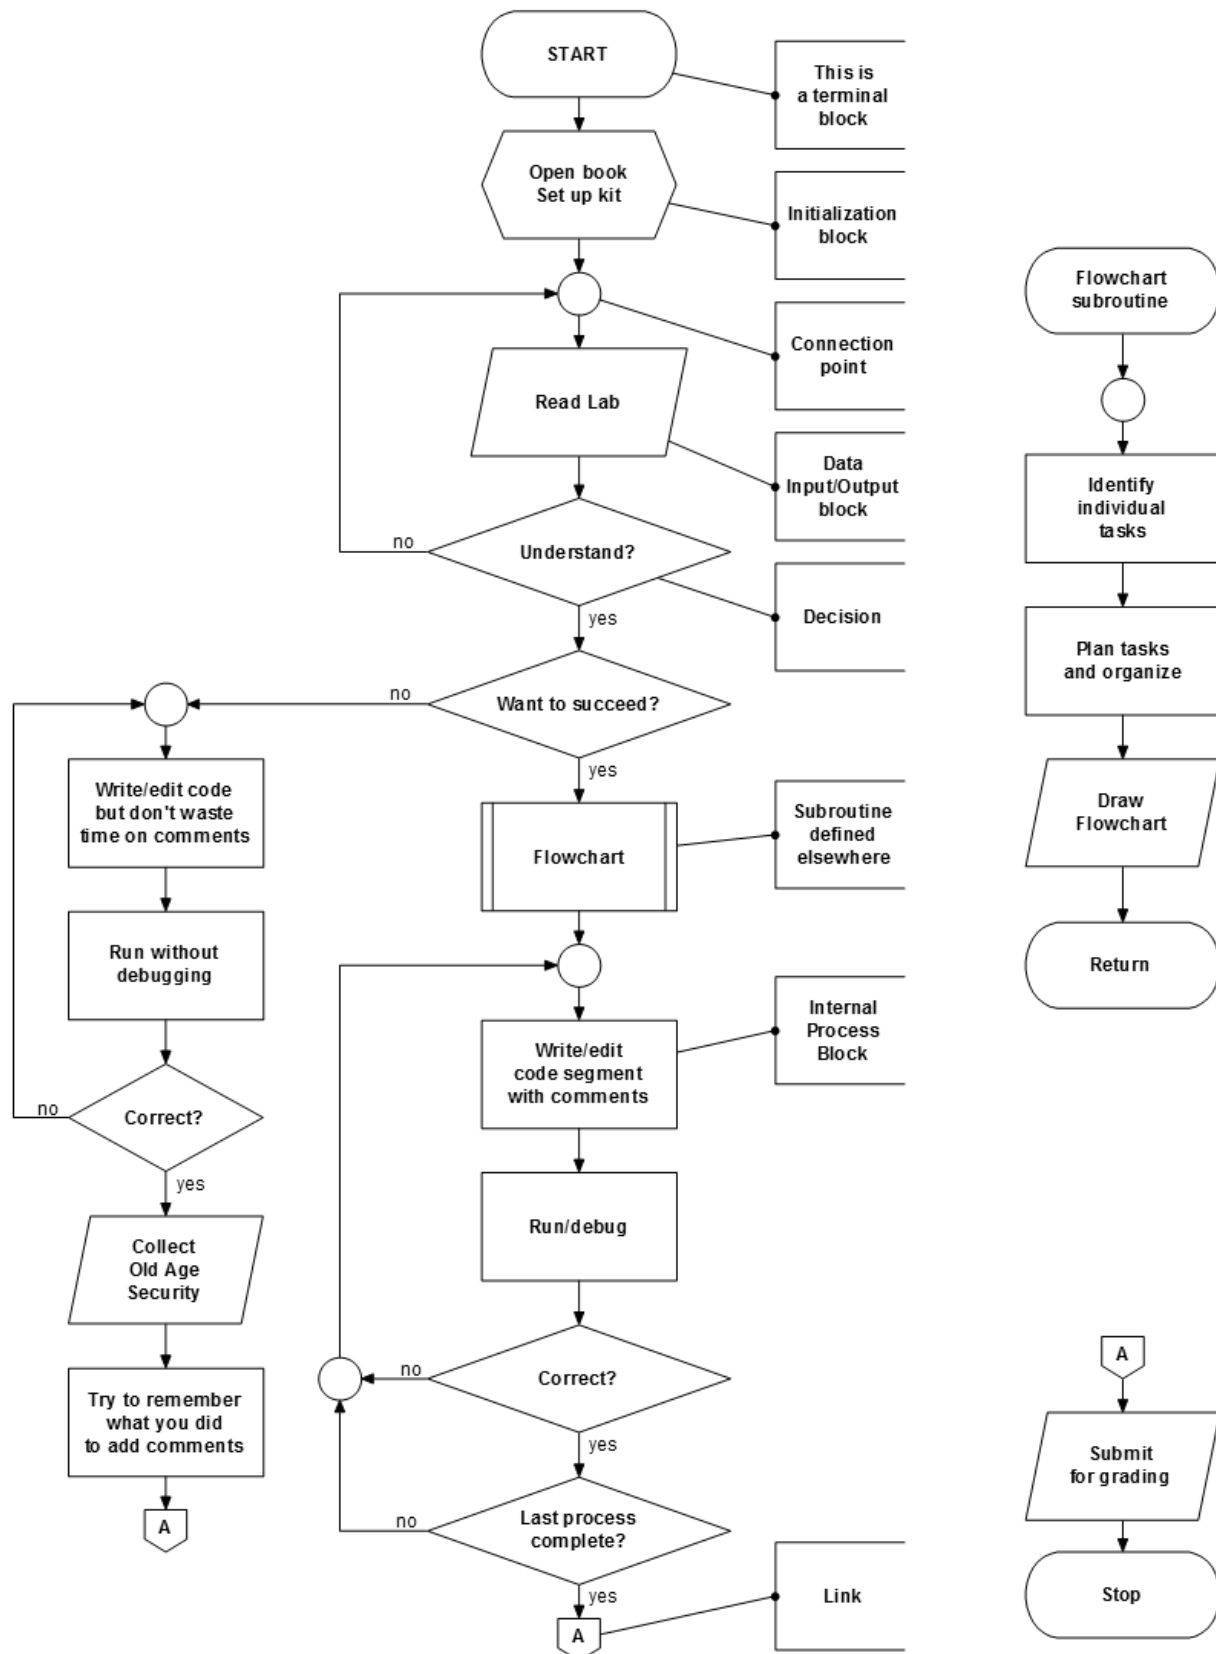 START
This is
a terminal
block
Open book
Set up kit
Initialization
block
Flowchart
subroutine
Connection
point
Read Lab
Data
Input/Output
block
Identify
individual
tasks
no
Understand?
yes
Decision
Plan tasks
and organize
no
Want to succeed?
yes
Write/edit code
but don't waste
time on comments
Flowchart
Subroutine
defined
elsewhere
Draw
Flowchart
Run without
debugging
Return
Write/edit
code segment
with comments
Internal
Process
Block
no
Correct?
yes
Run/debug
Collect
Old Age
Security
no
Correct?
yes
A
Try to remember
what you did
to add comments
A
Submit
for grading
no
Last process
complete?
yes
A
Link
Stop